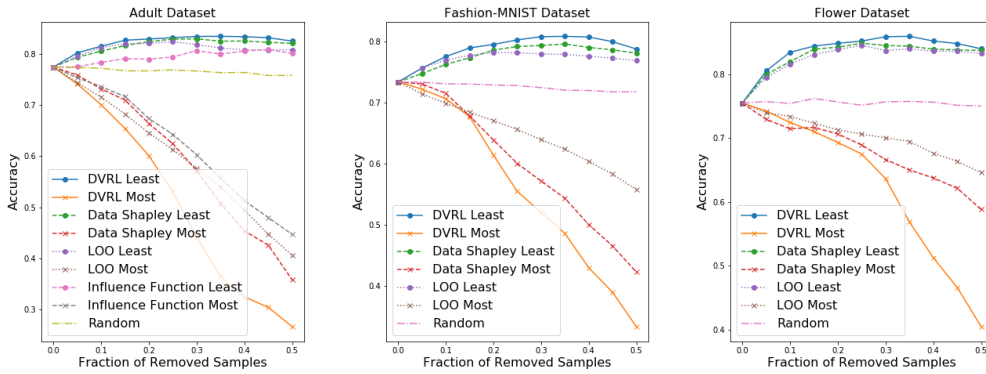 Adult Dataset
Accuracy
0.8
0.7
0.6
0.5
0.4
0.3
DVRL Least
DVRL Most
Data Shapley Least
Data Shapley Most
LOO Least
LOO Most
Influence Function Least
Influence Function Most
Random
0.0 0.1 0.2 0.3 0.4 0.5
Fraction of Removed Samples
Fashion-MNIST Dataset
Accuracy
0.8
0.7
0.6
0.5
0.4
DVRL Least
DVRL Most
Data Shapley Least
Data Shapley Most
LOO Least
LOO Most
Random
0.0 0.1 0.2 0.3 0.4 0.5
Fraction of Removed Samples
Flower Dataset
Accuracy
0.8
0.7
0.6
0.5
0.4
DVRL Least
DVRL Most
Data Shapley Least
Data Shapley Most
LOO Least
LOO Most
Random
0.0 0.1 0.2 0.3 0.4 0.5
Fraction of Removed Samples